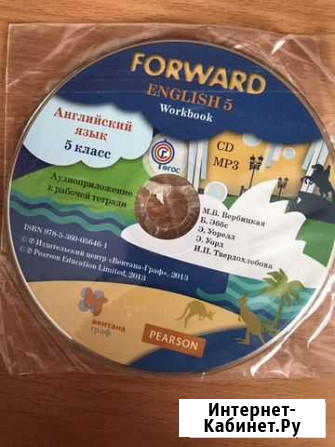 FORWARD
ENGLISH 5
Workbook
Английский
язык
5 класс
ФГОС
CD
MP3
Аудиоприложение
к рабочей тетради
М.В. Вербицкая
Б. Эббс
Э. Уорелл
Э. Уорд
И.П. Твердохлебова
ISBN 978-5-360-05646-1
© ℗ Издательский центр «Вентана-Граф», 2013
© ℗ Pearson Education Limited, 2013
вентана
граф
PEARSON
Интернет-
Кабинет.Ру